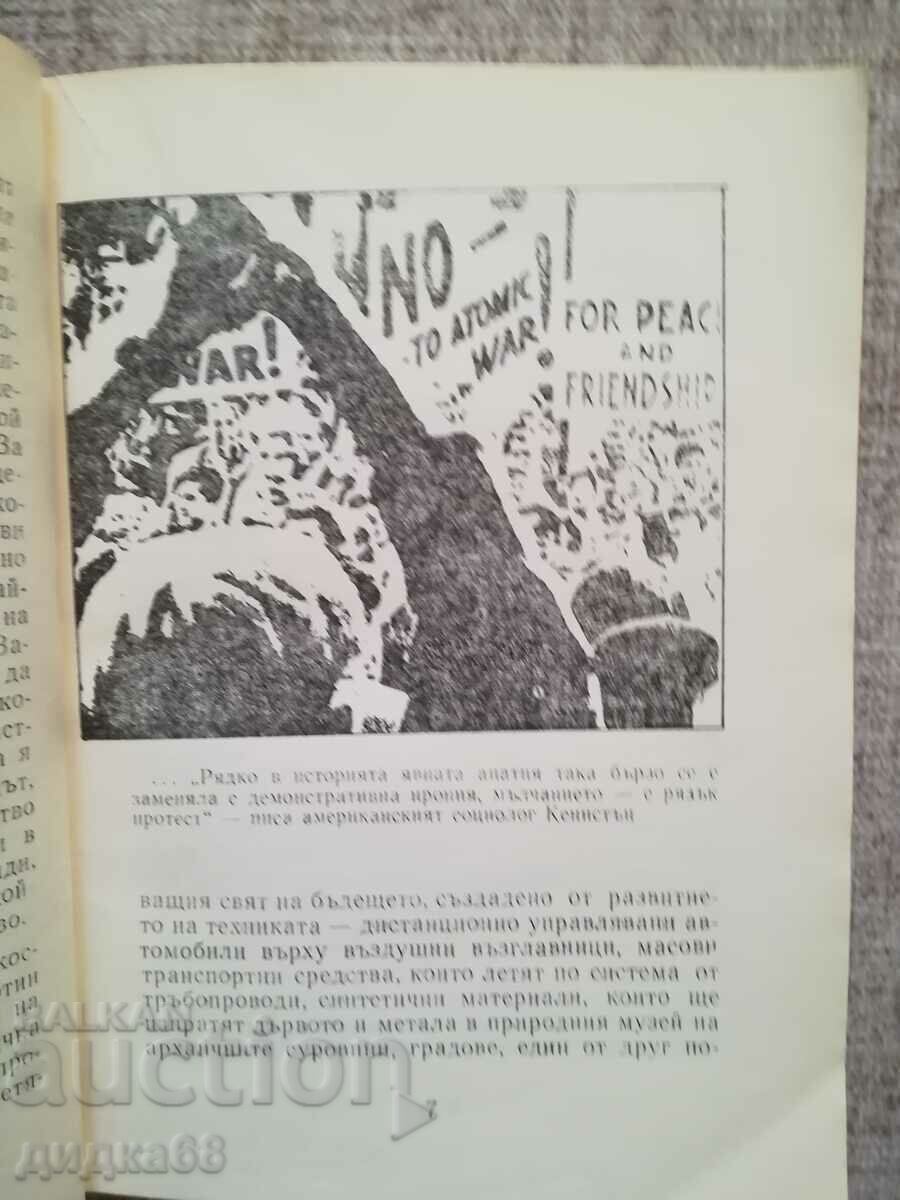 NO —
TO ATOMIC
WAR!
WAR!
FOR PEAC
AND
FRIENDSHIP
... „Рядко в историята явната апатия така бързо се е
заменяла с демонстративна ирония, мълчанието — с рязък
протест“ — писа американският социолог Кенистън
ващия свят на бъдещето, създадено от развитие-
то на техниката — дистанционно управлявани ав-
томобили върху въздушни възглавници, масови
транспортни средства, които летят по система от
тръбопроводи, синтетични материали, които ще
изпратят дървото и метала в природния музей на
архаичните суровини, градове, един от друг по-
7
BALKAN
auction
дидка68